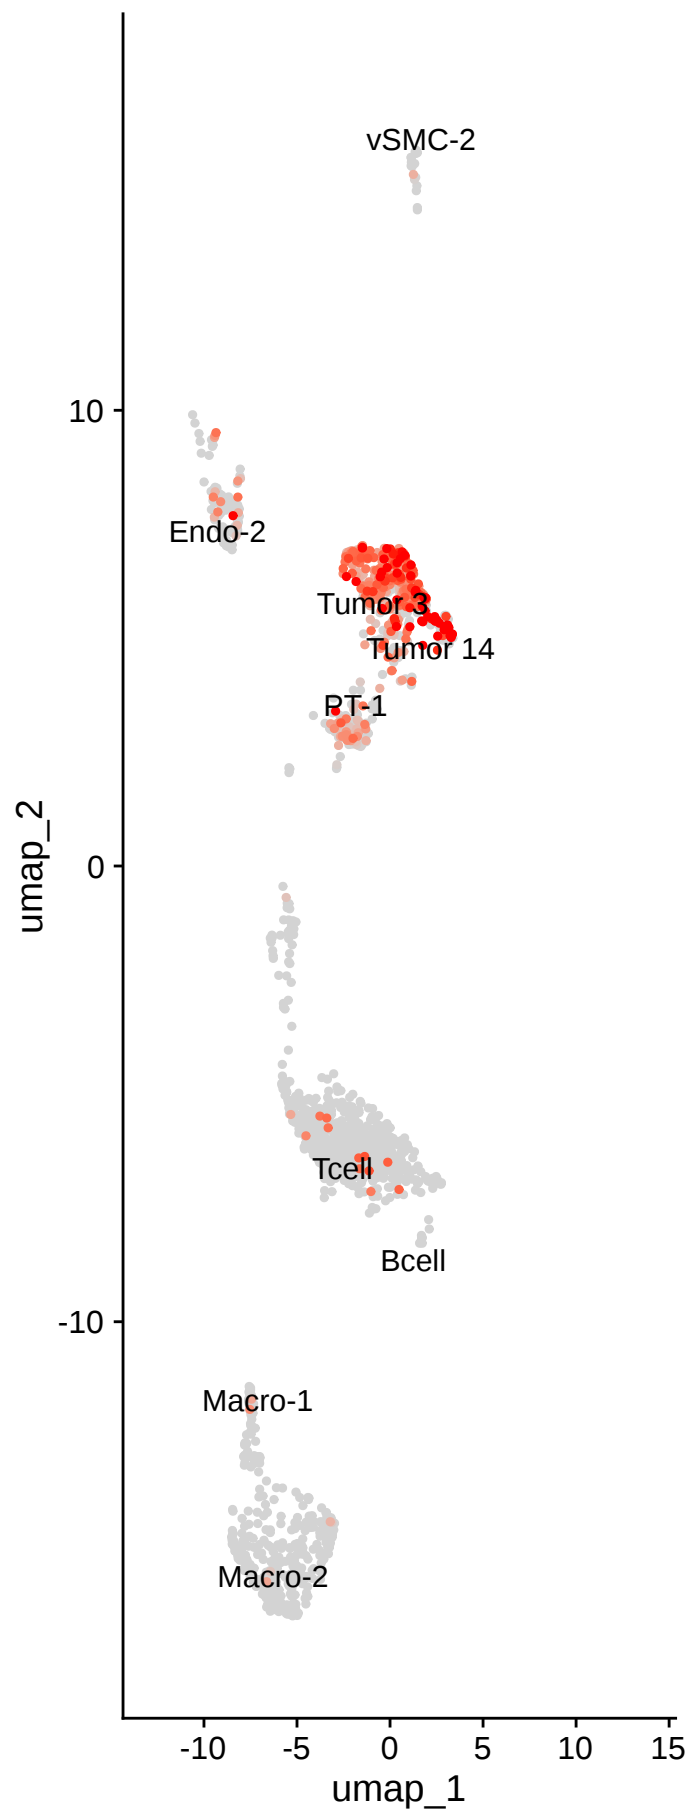 vSMC-2
10
Endo-2
Tumor 3
Tumor 14
PT-1
umap_2
0
Tcell
Bcell
-10
Macro-1
Macro-2
-10
-5
0
5
10
15
umap_1